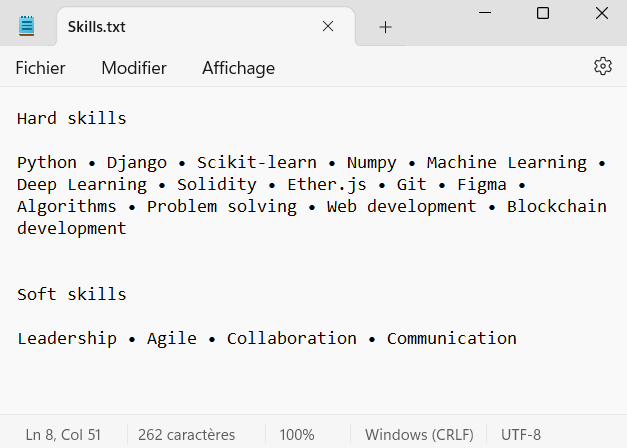 Skills.txt
Fichier Modifier Affichage
Hard skills
Python • Django • Scikit-learn • Numpy • Machine Learning •
Deep Learning • Solidity • Ether.js • Git • Figma •
Algorithms • Problem solving • Web development • Blockchain
development
Soft skills
Leadership • Agile • Collaboration • Communication
Ln 8, Col 51 262 caractères 100% Windows (CRLF) UTF-8